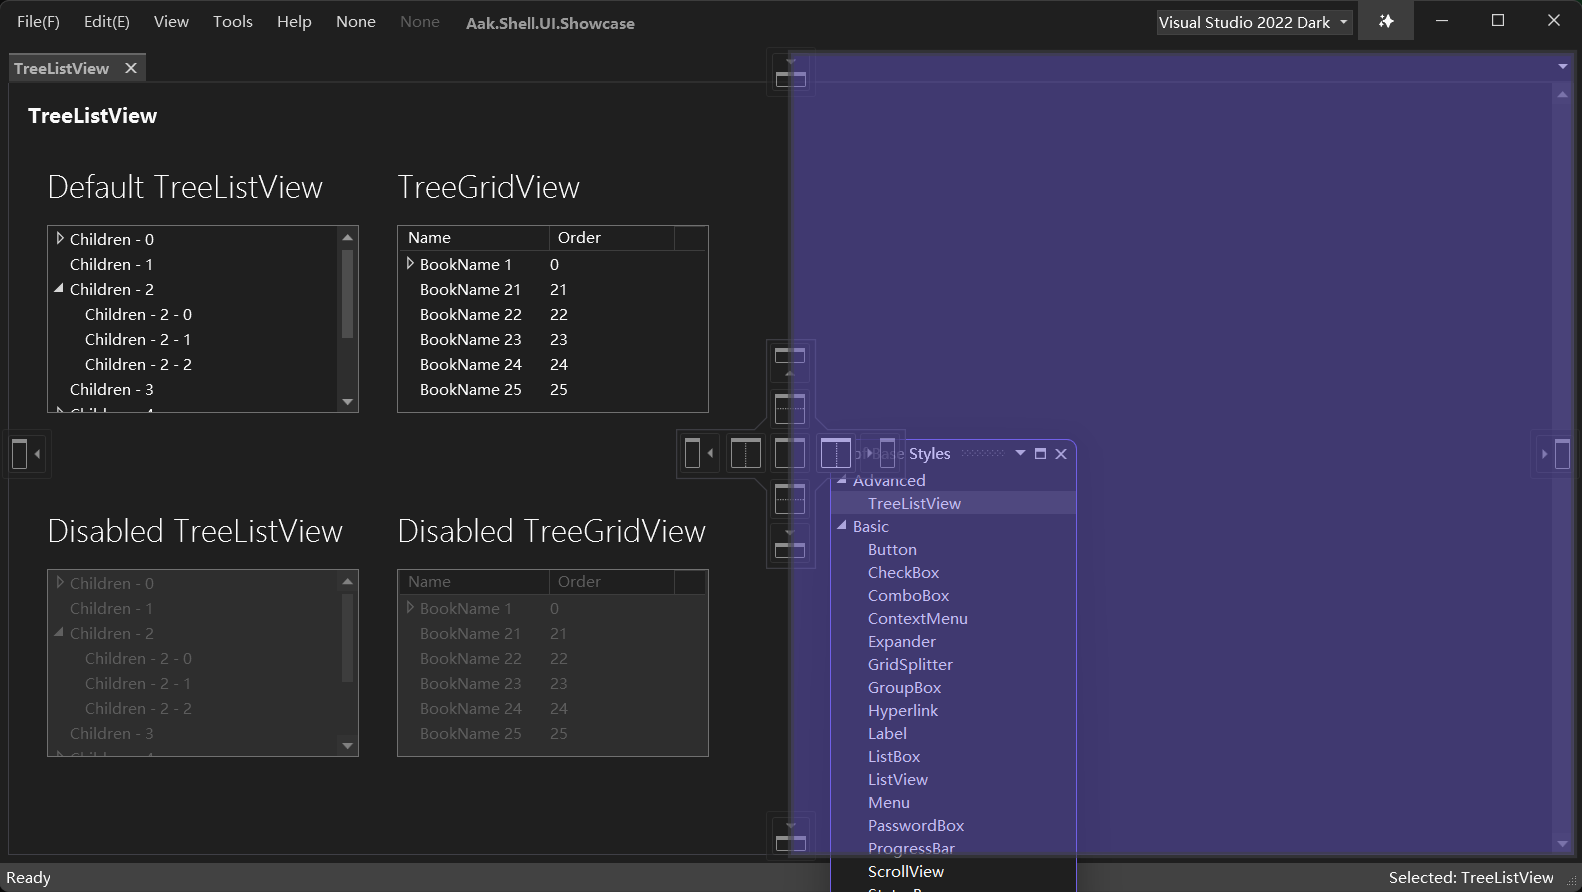 File(F) Edit(E) View Tools Help None None Aak.Shell.UI.Showcase Visual Studio 2022 Dark
TreeListView
TreeListView
Default TreeListView
Children - 0
Children - 1
Children - 2
Children - 2 - 0
Children - 2 - 1
Children - 2 - 2
Children - 3
Children - 4
TreeGridView
Name Order
BookName 1 0
BookName 21 21
BookName 22 22
BookName 23 23
BookName 24 24
BookName 25 25
Disabled TreeListView
Children - 0
Children - 1
Children - 2
Children - 2 - 0
Children - 2 - 1
Children - 2 - 2
Children - 3
Children - 4
Disabled TreeGridView
Name Order
BookName 1 0
BookName 21 21
BookName 22 22
BookName 23 23
BookName 24 24
BookName 25 25
of Base Styles
Advanced
TreeListView
Basic
Button
CheckBox
ComboBox
ContextMenu
Expander
GridSplitter
GroupBox
Hyperlink
Label
ListBox
ListView
Menu
PasswordBox
ProgressBar
ScrollView
Ready Selected: TreeListView